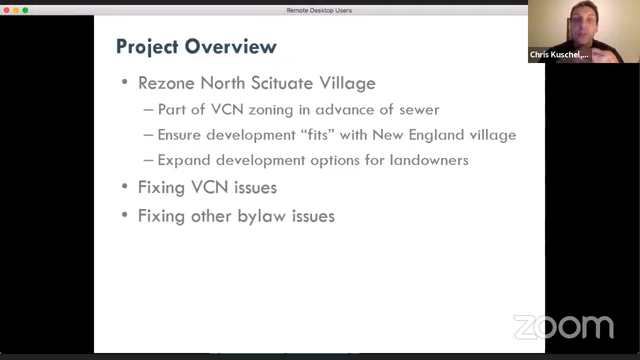 Remote Desktop Users
Project Overview
• Rezone North Scituate Village
– Part of VCN zoning in advance of sewer
– Ensure development “fits” with New England village
– Expand development options for landowners
• Fixing VCN issues
• Fixing other bylaw issues
Chris Kuschel,...
zoom